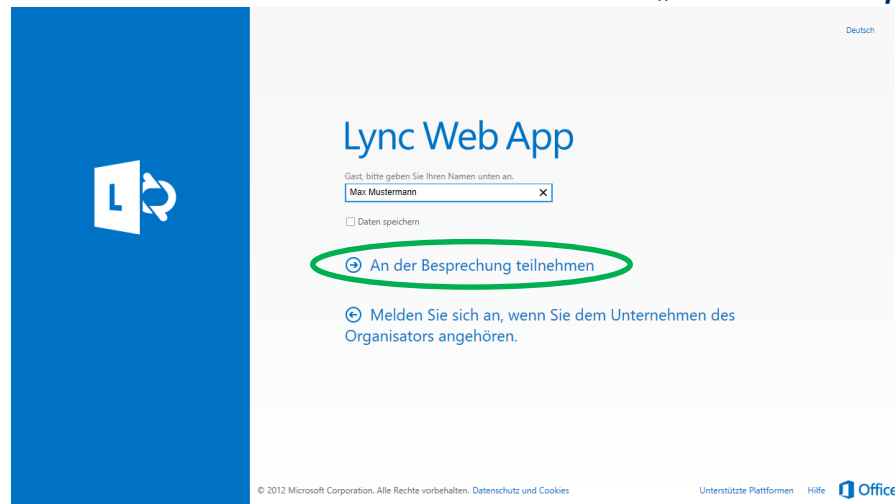 Deutsch
Lync Web App
Gast, bitte geben Sie Ihren Namen unten an.
Max Mustermann
Daten speichern
An der Besprechung teilnehmen
Melden Sie sich an, wenn Sie dem Unternehmen des
Organisators angehören.
L
© 2012 Microsoft Corporation. Alle Rechte vorbehalten. Datenschutz und Cookies
Unterstützte Plattformen Hilfe Office